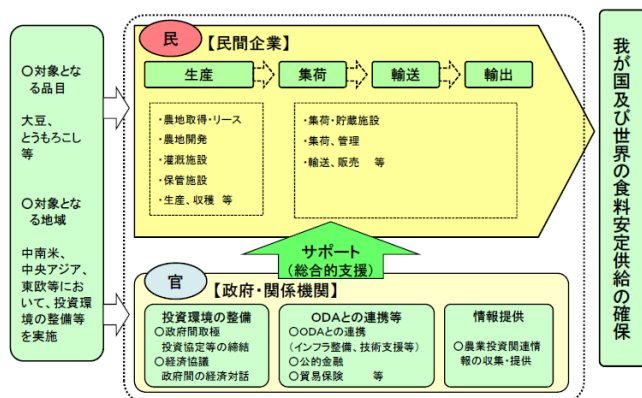 ○対象とな
る品目
大豆、
とうもろこし
等
○対象とな
る地域
中南米、
中央アジア、
東欧等にお
いて、投資環
境の整備等
を実施
民
【民間企業】
生産
集荷
輸送
輸出
・農地取得・リース
・農地開発
・灌漑施設
・保管施設
・生産、収穫 等
・集荷・貯蔵施設
・集荷、管理
・輸送、販売 等
サポート
(総合的支援)
官
【政府・関係機関】
投資環境の整備
○政府間取極
投資協定等の締結
○経済協議
政府間の経済対話
ODAとの連携等
○ODAとの連携
(インフラ整備、技術支援等)
○公的金融
○貿易保険 等
情報提供
○農業投資関連情
報の収集・提供
我が国及び世界の食料安定供給の確保